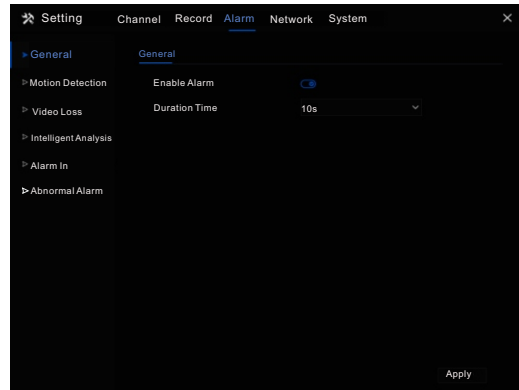 Setting Channel Record Alarm Network System
General
General
Motion Detection
Enable Alarm
Video Loss
Duration Time 10s
Intelligent Analysis
Alarm In
Abnormal Alarm
Apply